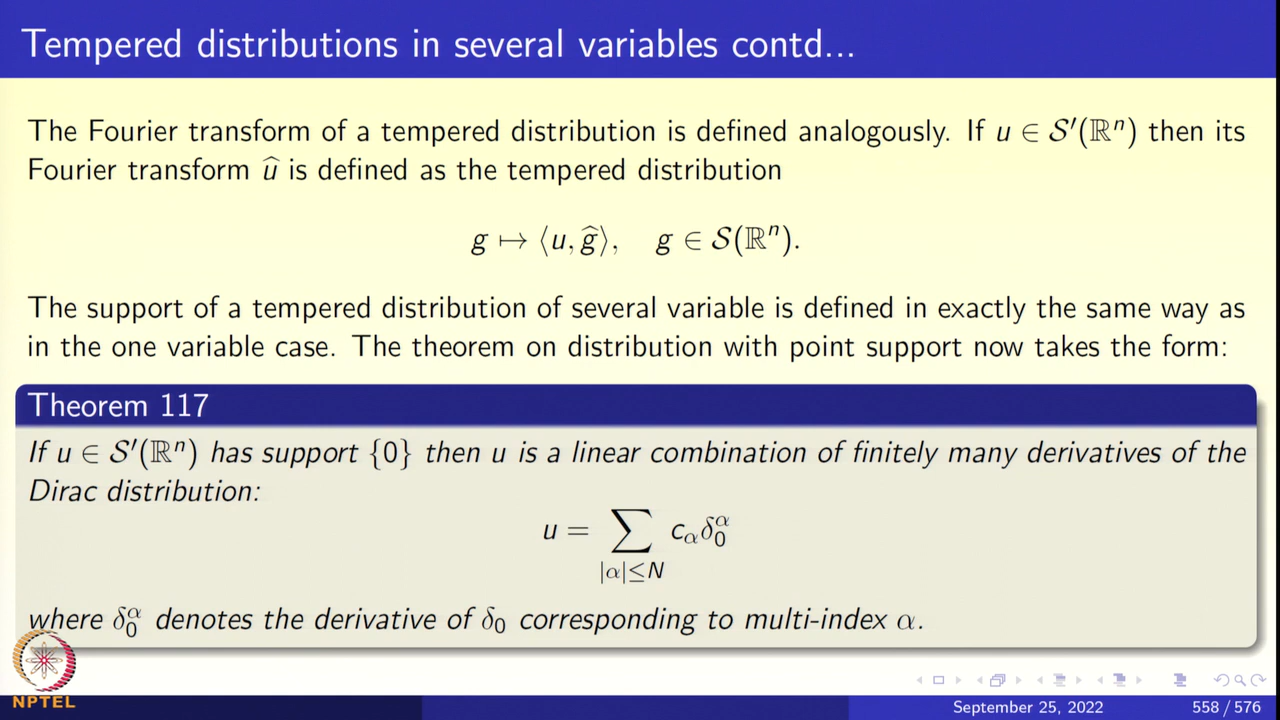 Tempered distributions in several variables contd...
The Fourier transform of a tempered distribution is defined analogously. If u ∈ 𝒮′(ℝⁿ) then its
Fourier transform û is defined as the tempered distribution
g ↦ ⟨u, ĝ⟩,   g ∈ 𝒮(ℝⁿ).
The support of a tempered distribution of several variable is defined in exactly the same way as
in the one variable case. The theorem on distribution with point support now takes the form:
Theorem 117
If u ∈ 𝒮′(ℝⁿ) has support {0} then u is a linear combination of finitely many derivatives of the
Dirac distribution:
u = ∑_{|α|≤N} c_α δ_0^α
where δ_0^α denotes the derivative of δ_0 corresponding to multi-index α.
NPTEL
September 25, 2022 558 / 576